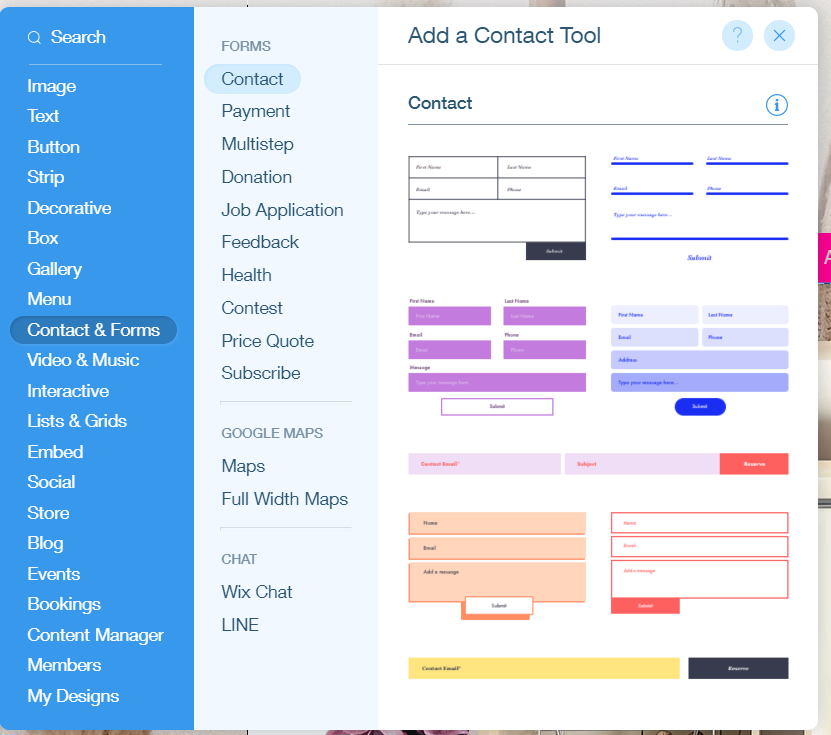 Search
Image
Text
Button
Strip
Decorative
Box
Gallery
Menu
Contact & Forms
Video & Music
Interactive
Lists & Grids
Embed
Social
Store
Blog
Events
Bookings
Content Manager
Members
My Designs
FORMS
Contact
Payment
Multistep
Donation
Job Application
Feedback
Health
Contest
Price Quote
Subscribe
GOOGLE MAPS
Maps
Full Width Maps
CHAT
Wix Chat
LINE
Add a Contact Tool
?
Contact
i
First Name Last Name
Email Phone
Type your message here...
Submit
First Name Last Name
Email Phone
Type your message here...
Submit
First Name Last Name
First Name Last Name
Email Phone
Email Phone
Message
Type your message here...
Submit
First Name Last Name
Email Phone
Address
Type your message here...
Submit
Contact Email* Subject Reserve
Name
Email
Add a message
Submit
Name
Email
Add a message
Submit
Contact Email* Reserve
A